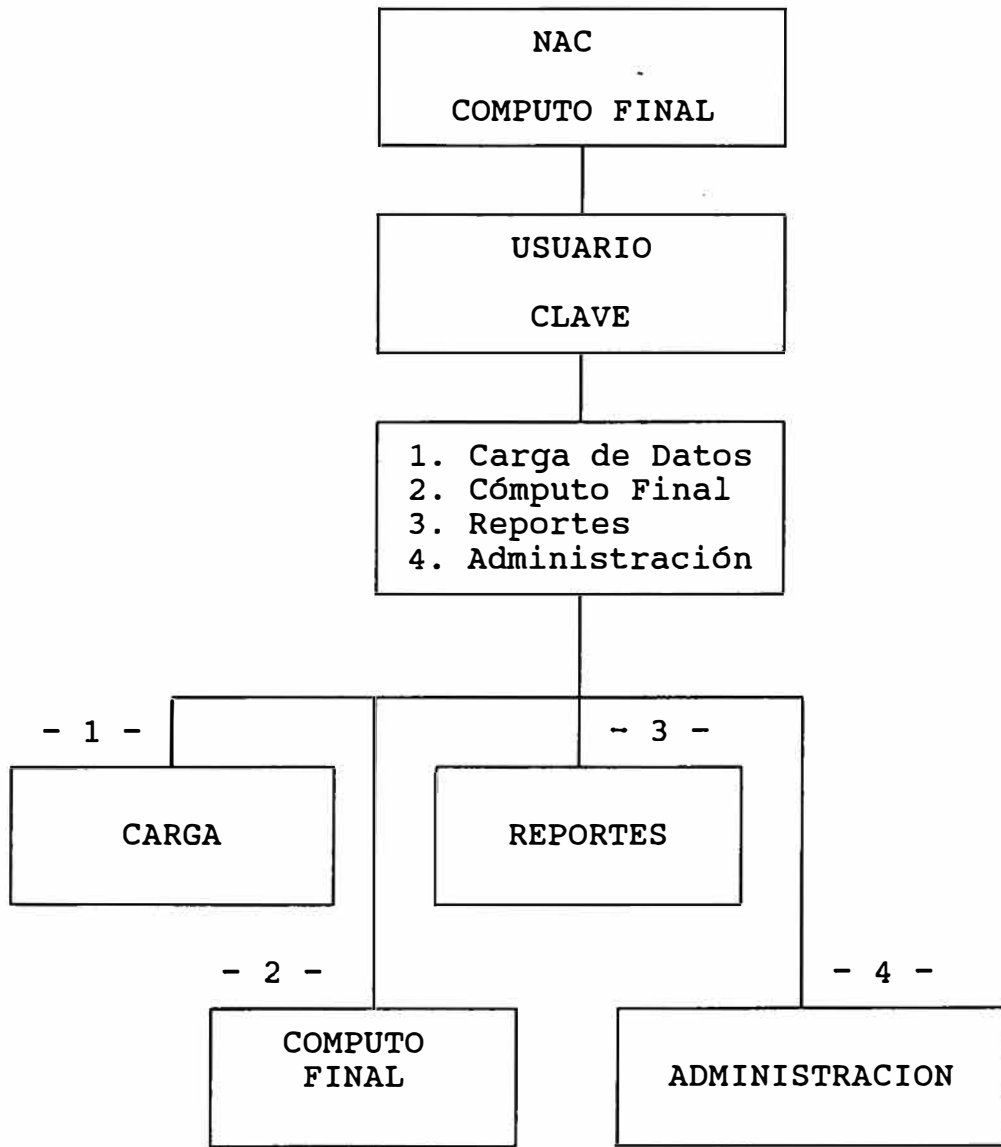 NAC
COMPUTO FINAL
USUARIO
CLAVE
1. Carga de Datos
2. Cómputo Final
3. Reportes
4. Administración
- 1 -
- 3 -
CARGA
REPORTES
- 2 -
- 4 -
COMPUTO
FINAL
ADMINISTRACION